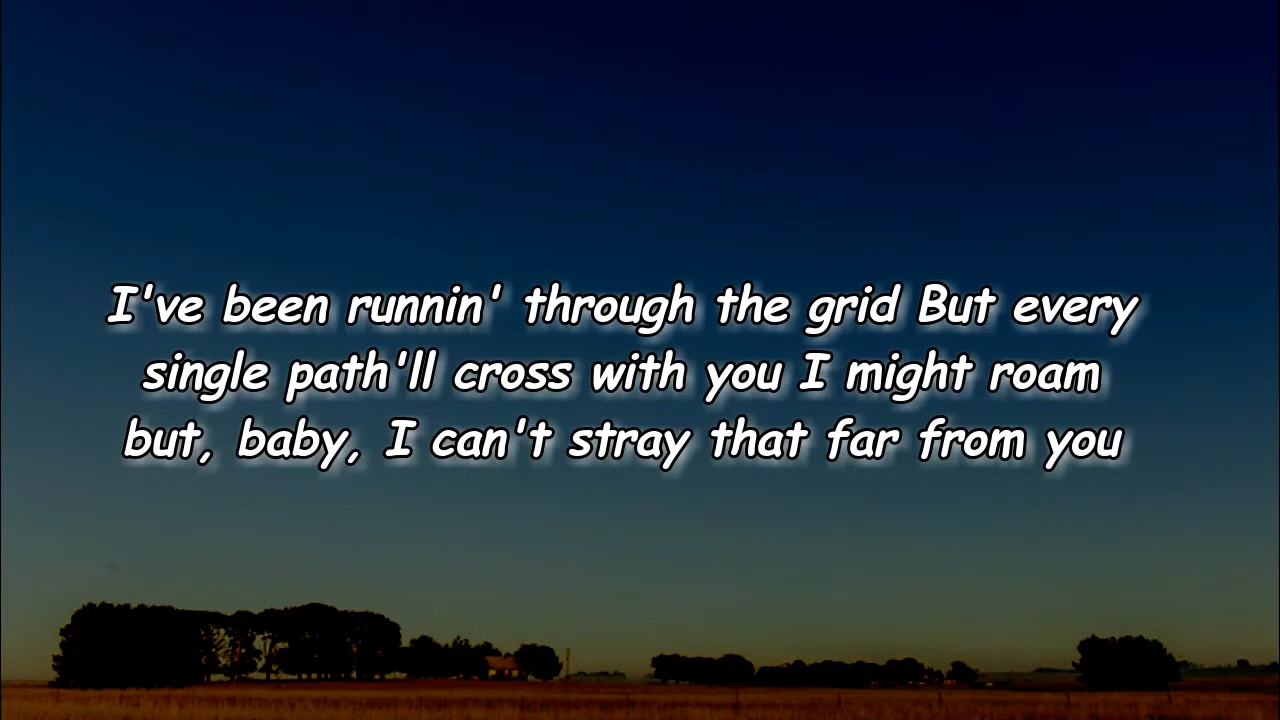 I've been runnin' through the grid But every
single path'll cross with you I might roam
but, baby, I can't stray that far from you